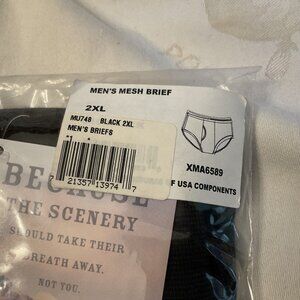 MEN'S MESH BRIEF
2XL
MU748 BLACK 2XL
MEN'S BRIEFS
XMA6589
7 21357 13974 7
F USA COMPONENTS
BECAUSE
THE SCENERY
SHOULD TAKE THEIR
BREATH AWAY,
NOT YOU.